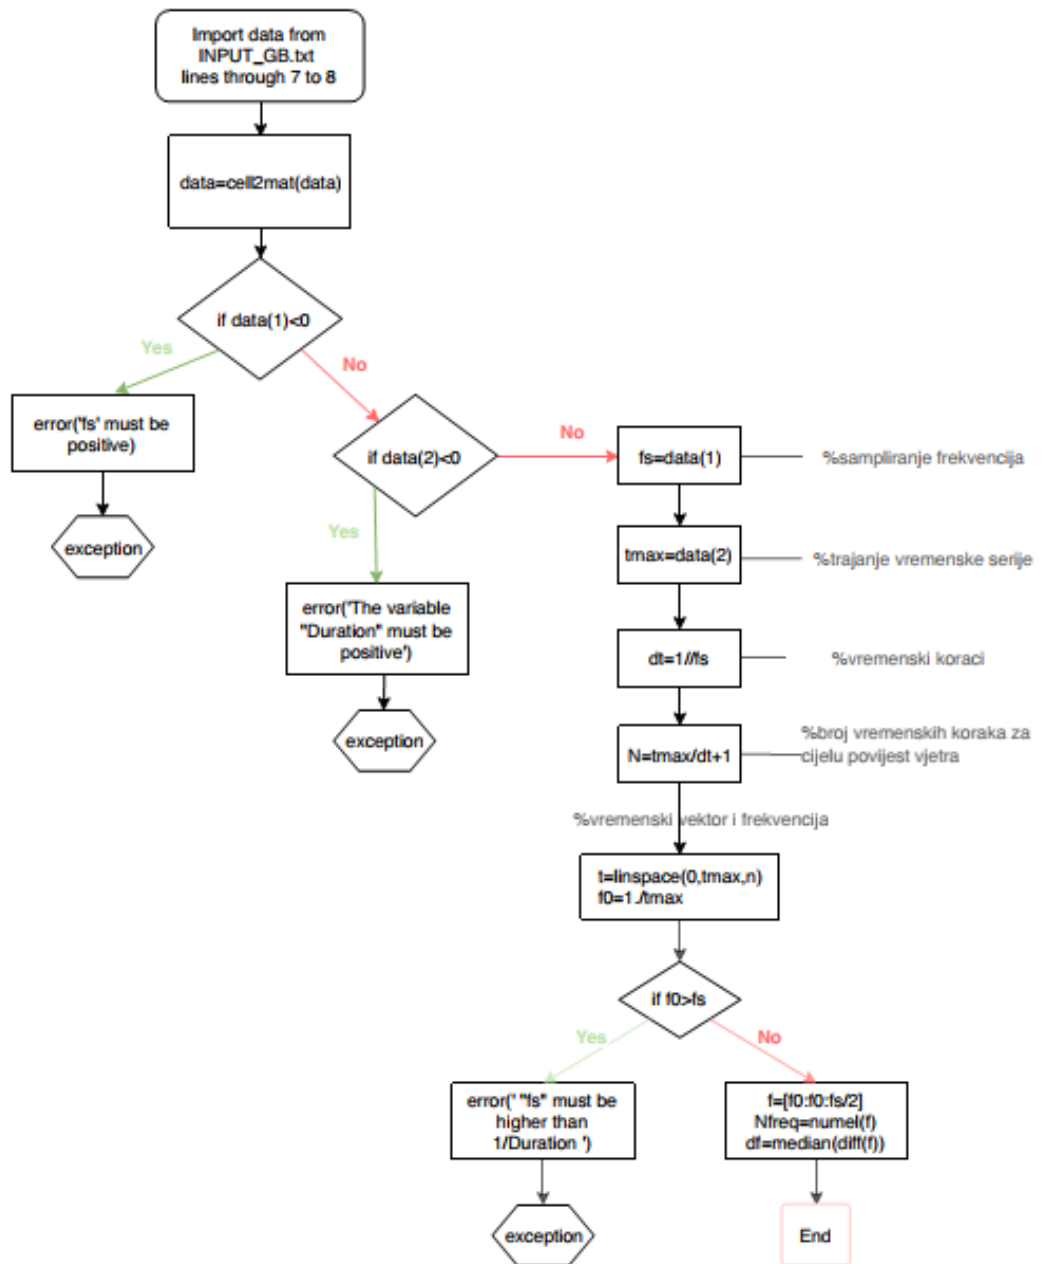 Import data from
INPUT_GB.txt
lines through 7 to 8
data=cell2mat(data)
if data(1)<0
Yes
No
error('fs' must be
positive)
exception
if data(2)<0
No
Yes
error('The variable
"Duration" must be
positive')
exception
fs=data(1)
%sampliranje frekvencija
tmax=data(2)
%trajanje vremenske serije
dt=1//fs
%vremenski koraci
N=tmax/dt+1
%broj vremenskih koraka za
cijelu povijest vjetra
%vremenski vektor i frekvencija
t=linspace(0,tmax,n)
f0=1./tmax
if f0>fs
Yes
No
error(' "fs" must be
higher than
1/Duration ')
exception
f=[f0:f0:fs/2]
Nfreq=numel(f)
df=median(diff(f))
End